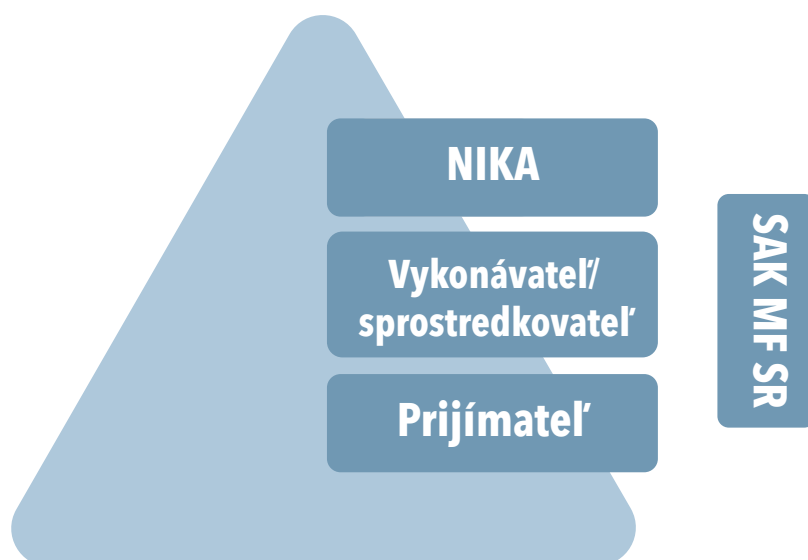 NIKA
Vykonávateľ/
sprostredkovateľ
Prijímateľ
SAK MF SR